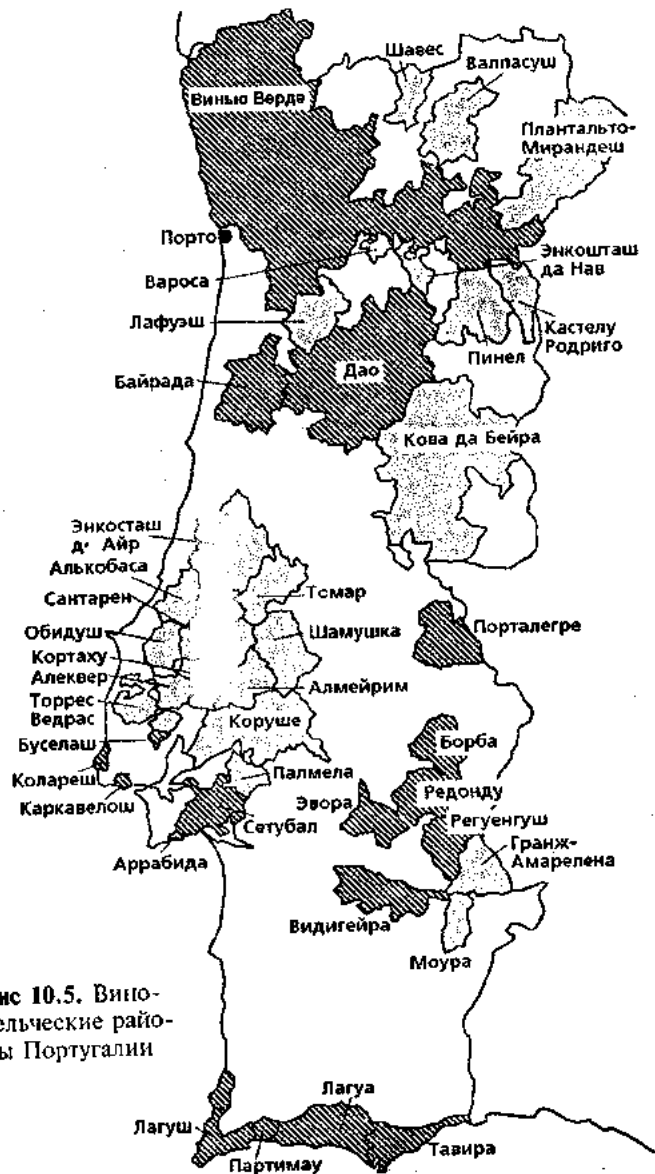 Шавес
Валпасуш
Винью Верде
Плантальто-
Мирандеш
Порто
Энкошташ
да Нав
Вароса
Лафуэш
Кастелу
Родриго
Пинел
Дао
Байрада
Кова да Бейра
Энкосташ
д' Айр
Алькобаса
Томар
Сантарен
Порталегре
Обидуш
Шамушка
Кортаху
Алеквер
Алмейрим
Торрес
Ведрас
Коруше
Буселаш
Борба
Колареш
Палмела
Редонду
Каркавелош
Эвора
Сетубал
Регуенгуш
Аррабида
Гранж-
Амарелена
Видигейра
Моура
ис 10.5. Вино-
ельческие райо-
ы Португалии
Лагуа
Лагуш
Тавира
Партимау